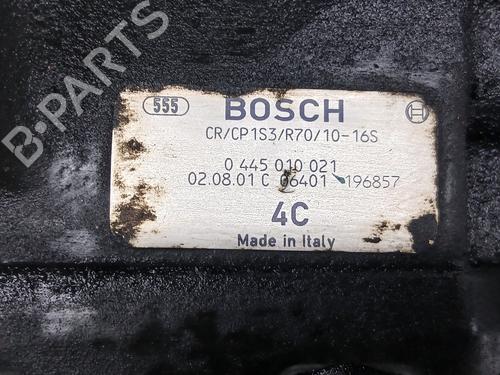 B-PARTS
555 BOSCH
CR/CP1S3/R70/10-16S
0 445 010 021
02.08.01 C 06401 196857
4C
Made in Italy